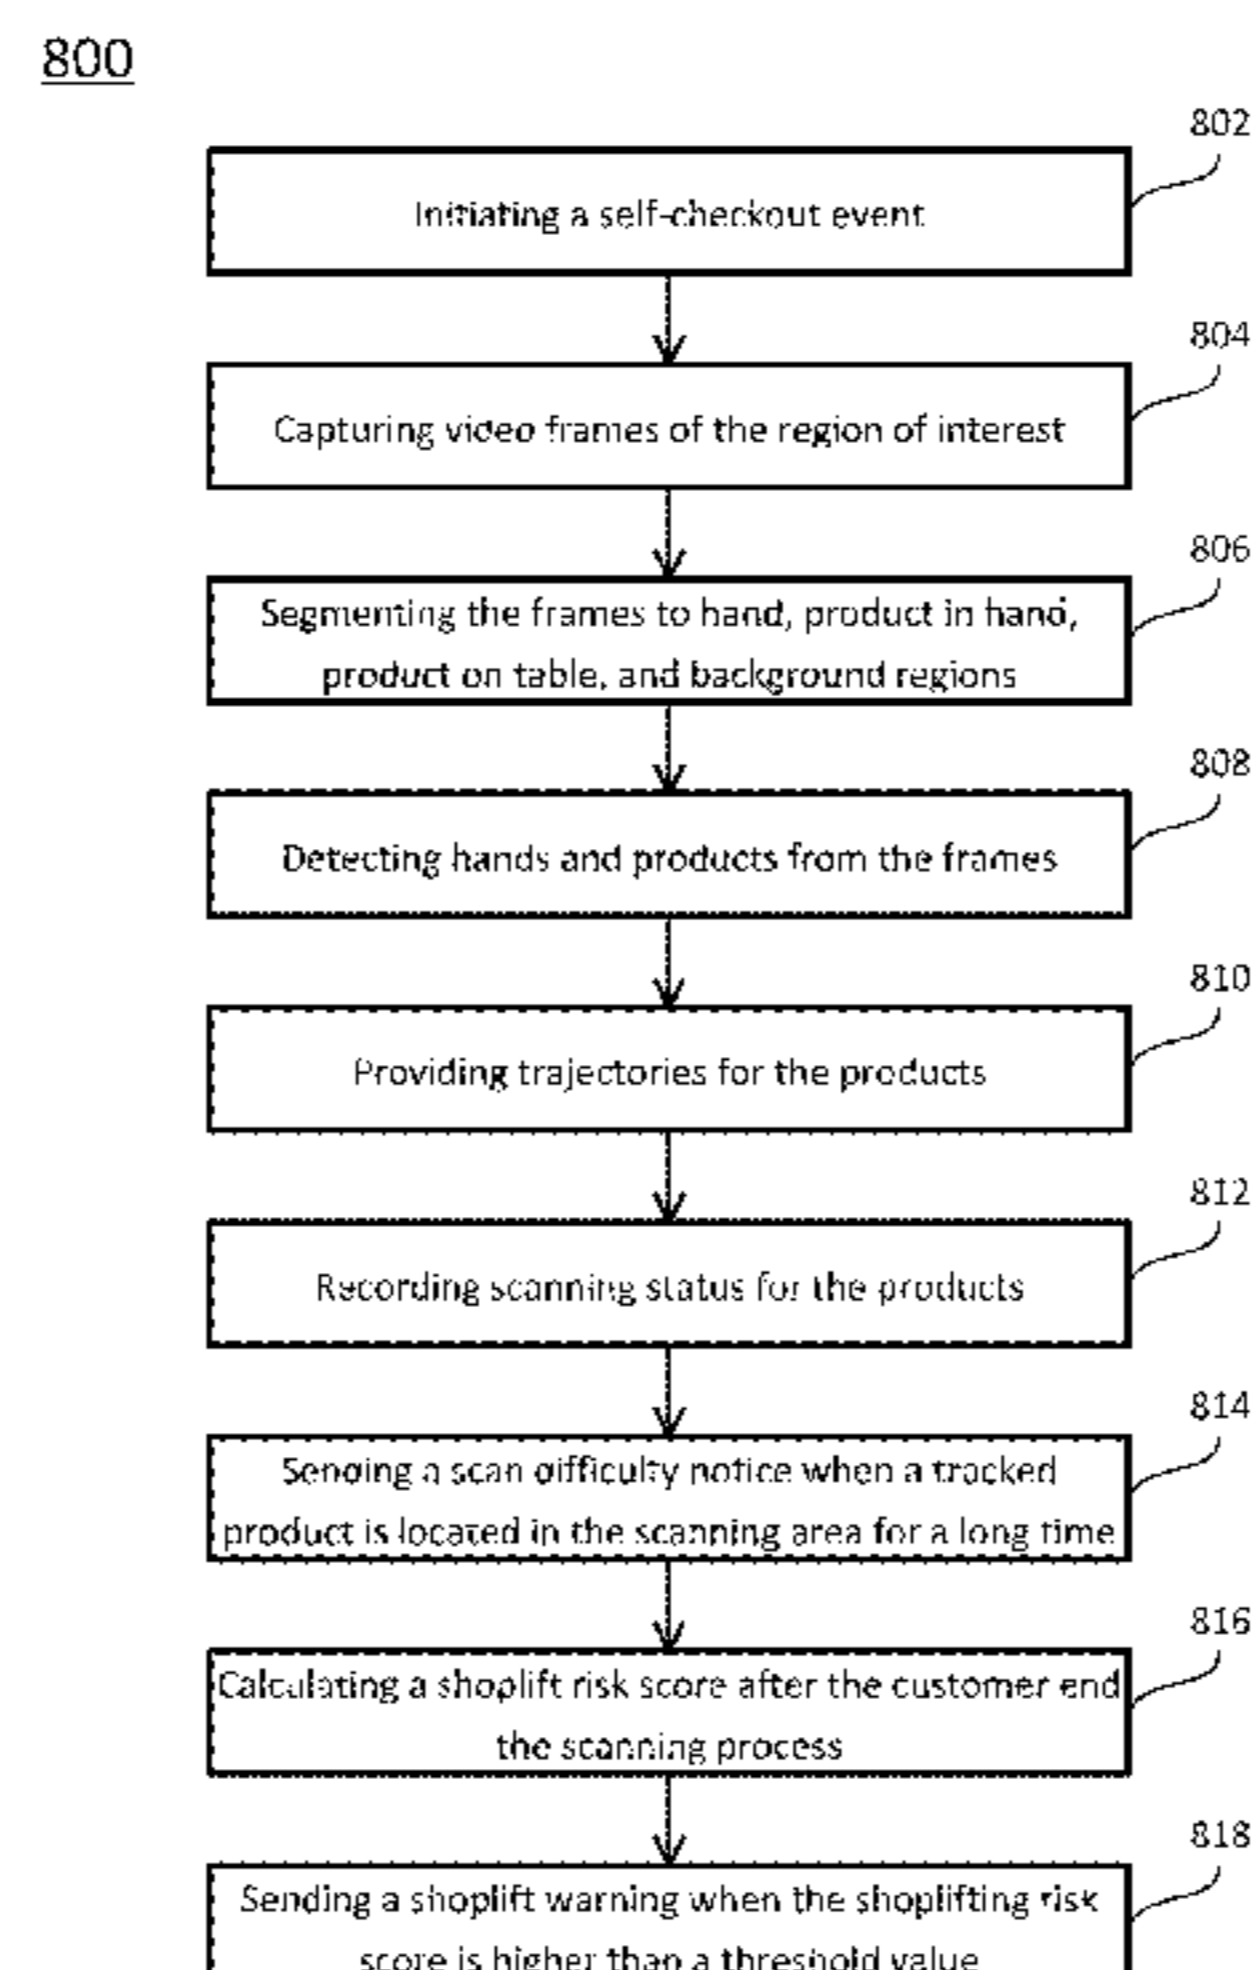 800
802
Initiating a self-checkout event
804
Capturing video frames of the region of interest
806
Segmenting the frames to hand, product in hand,
product on table, and background regions
808
Detecting hands and products from the frames
810
Providing trajectories for the products
812
Recording scanning status for the products
814
Sending a scan difficulty notice when a tracked
product is located in the scanning area for a long time
816
Calculating a shoplift risk score after the customer end
the scanning process
818
Sending a shoplift warning when the shoplifting risk
score is higher than a threshold value